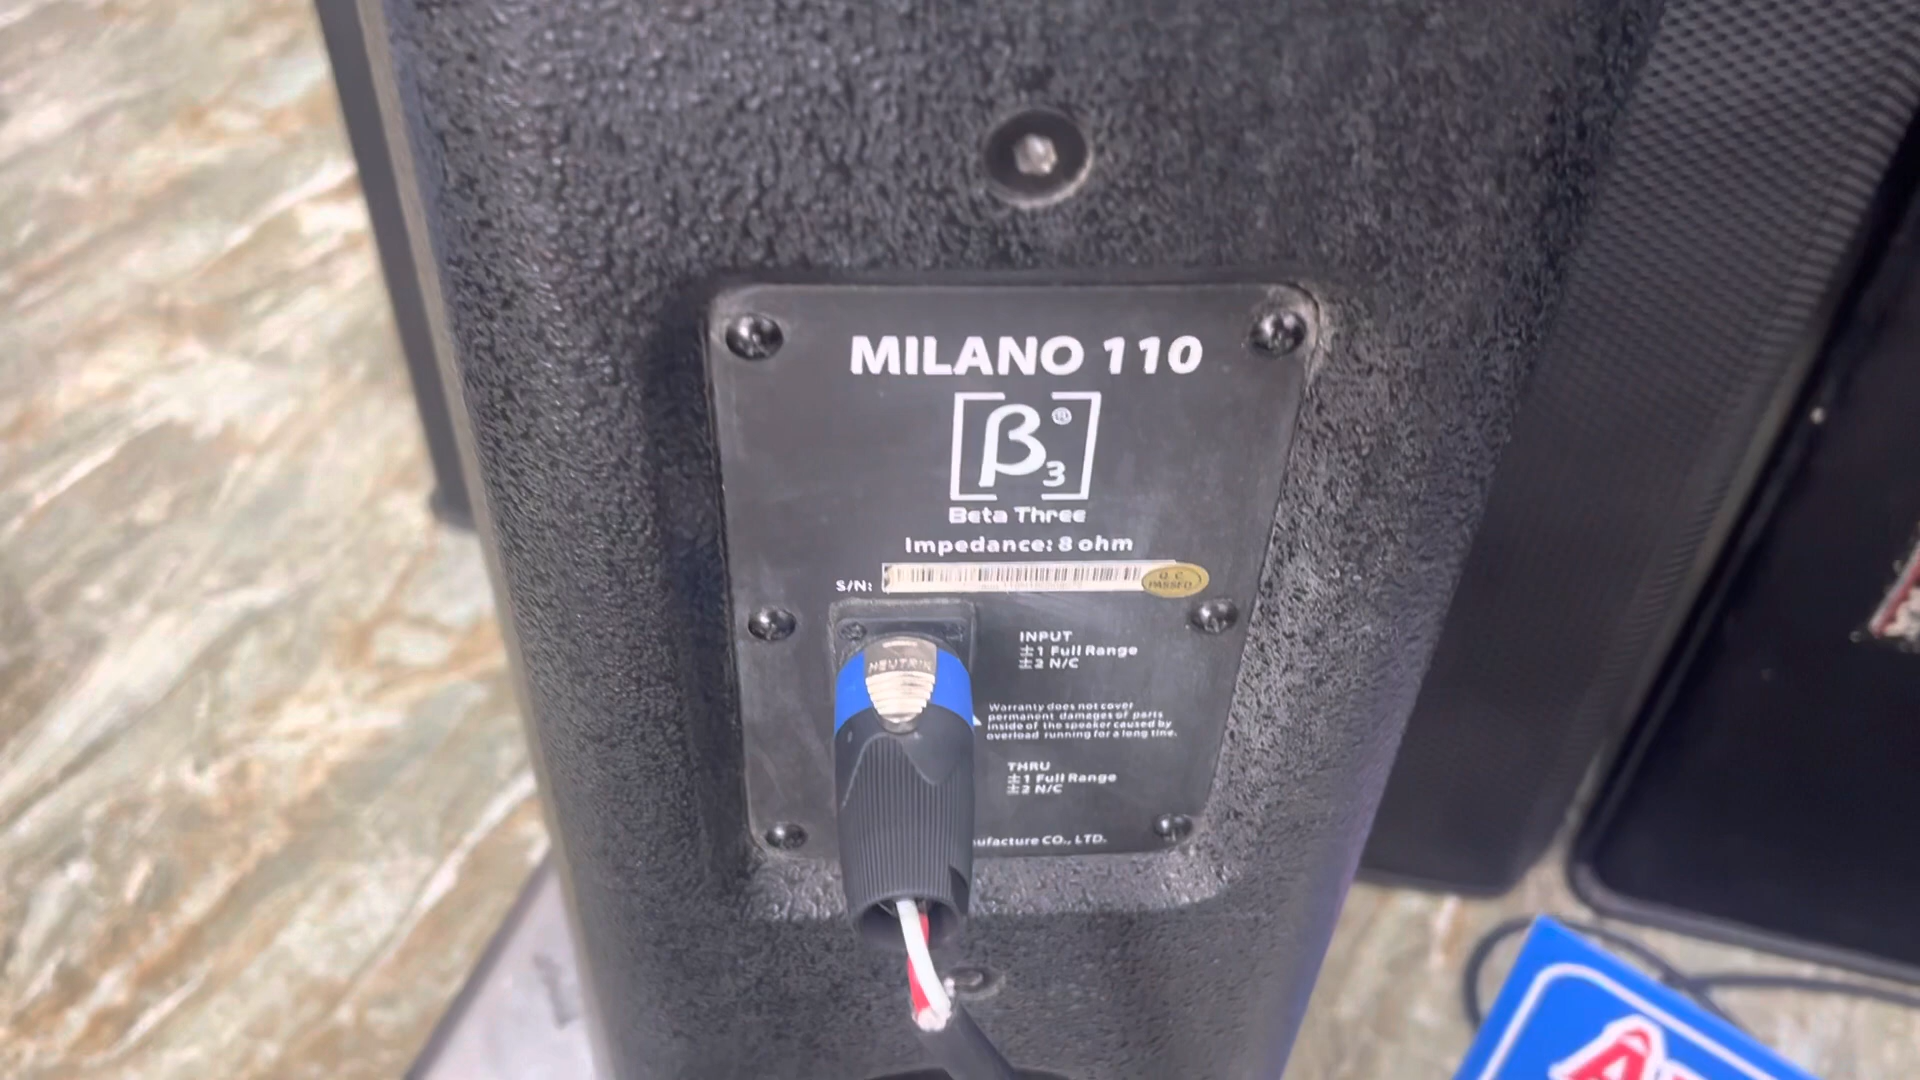 MILANO 110
β3®
Beta Three
Impedance: 8 ohm
S/N:
Q.C
PASSED
INPUT
±1 Full Range
±2 N/C
NEUTRIK
Warranty does not cover
permanent damages of parts
inside of the speaker caused by
overload running for a long time.
THRU
±1 Full Range
±2 N/C
ufacture CO., LTD.
A